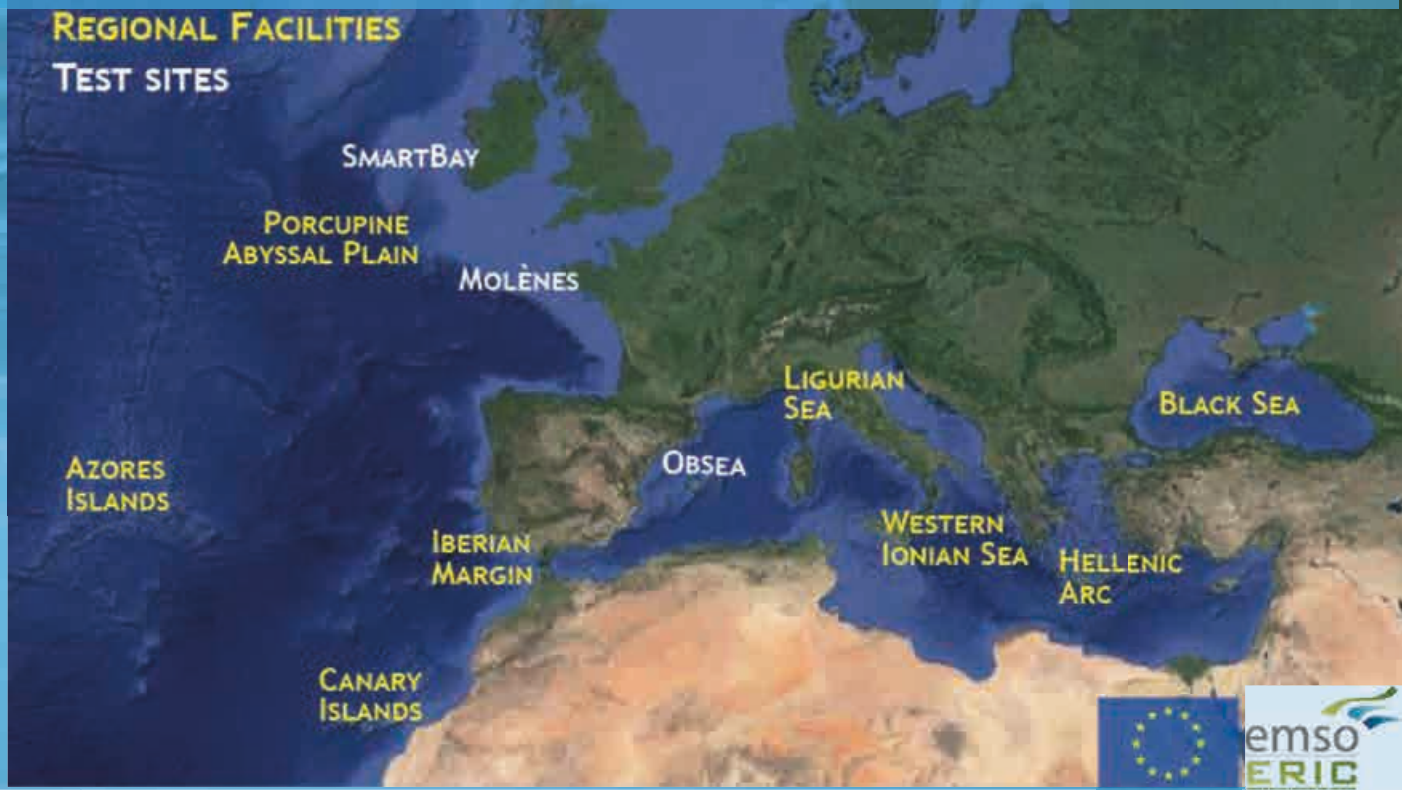 REGIONAL FACILITIES
TEST SITES
SMARTBAY
PORCUPINE
ABYSSAL PLAIN
MOLÈNES
LIGURIAN
SEA
BLACK SEA
OBSEA
AZORES
ISLANDS
IBERIAN
MARGIN
WESTERN
IONIAN SEA
HELLENIC
ARC
CANARY
ISLANDS
emso
ERIC